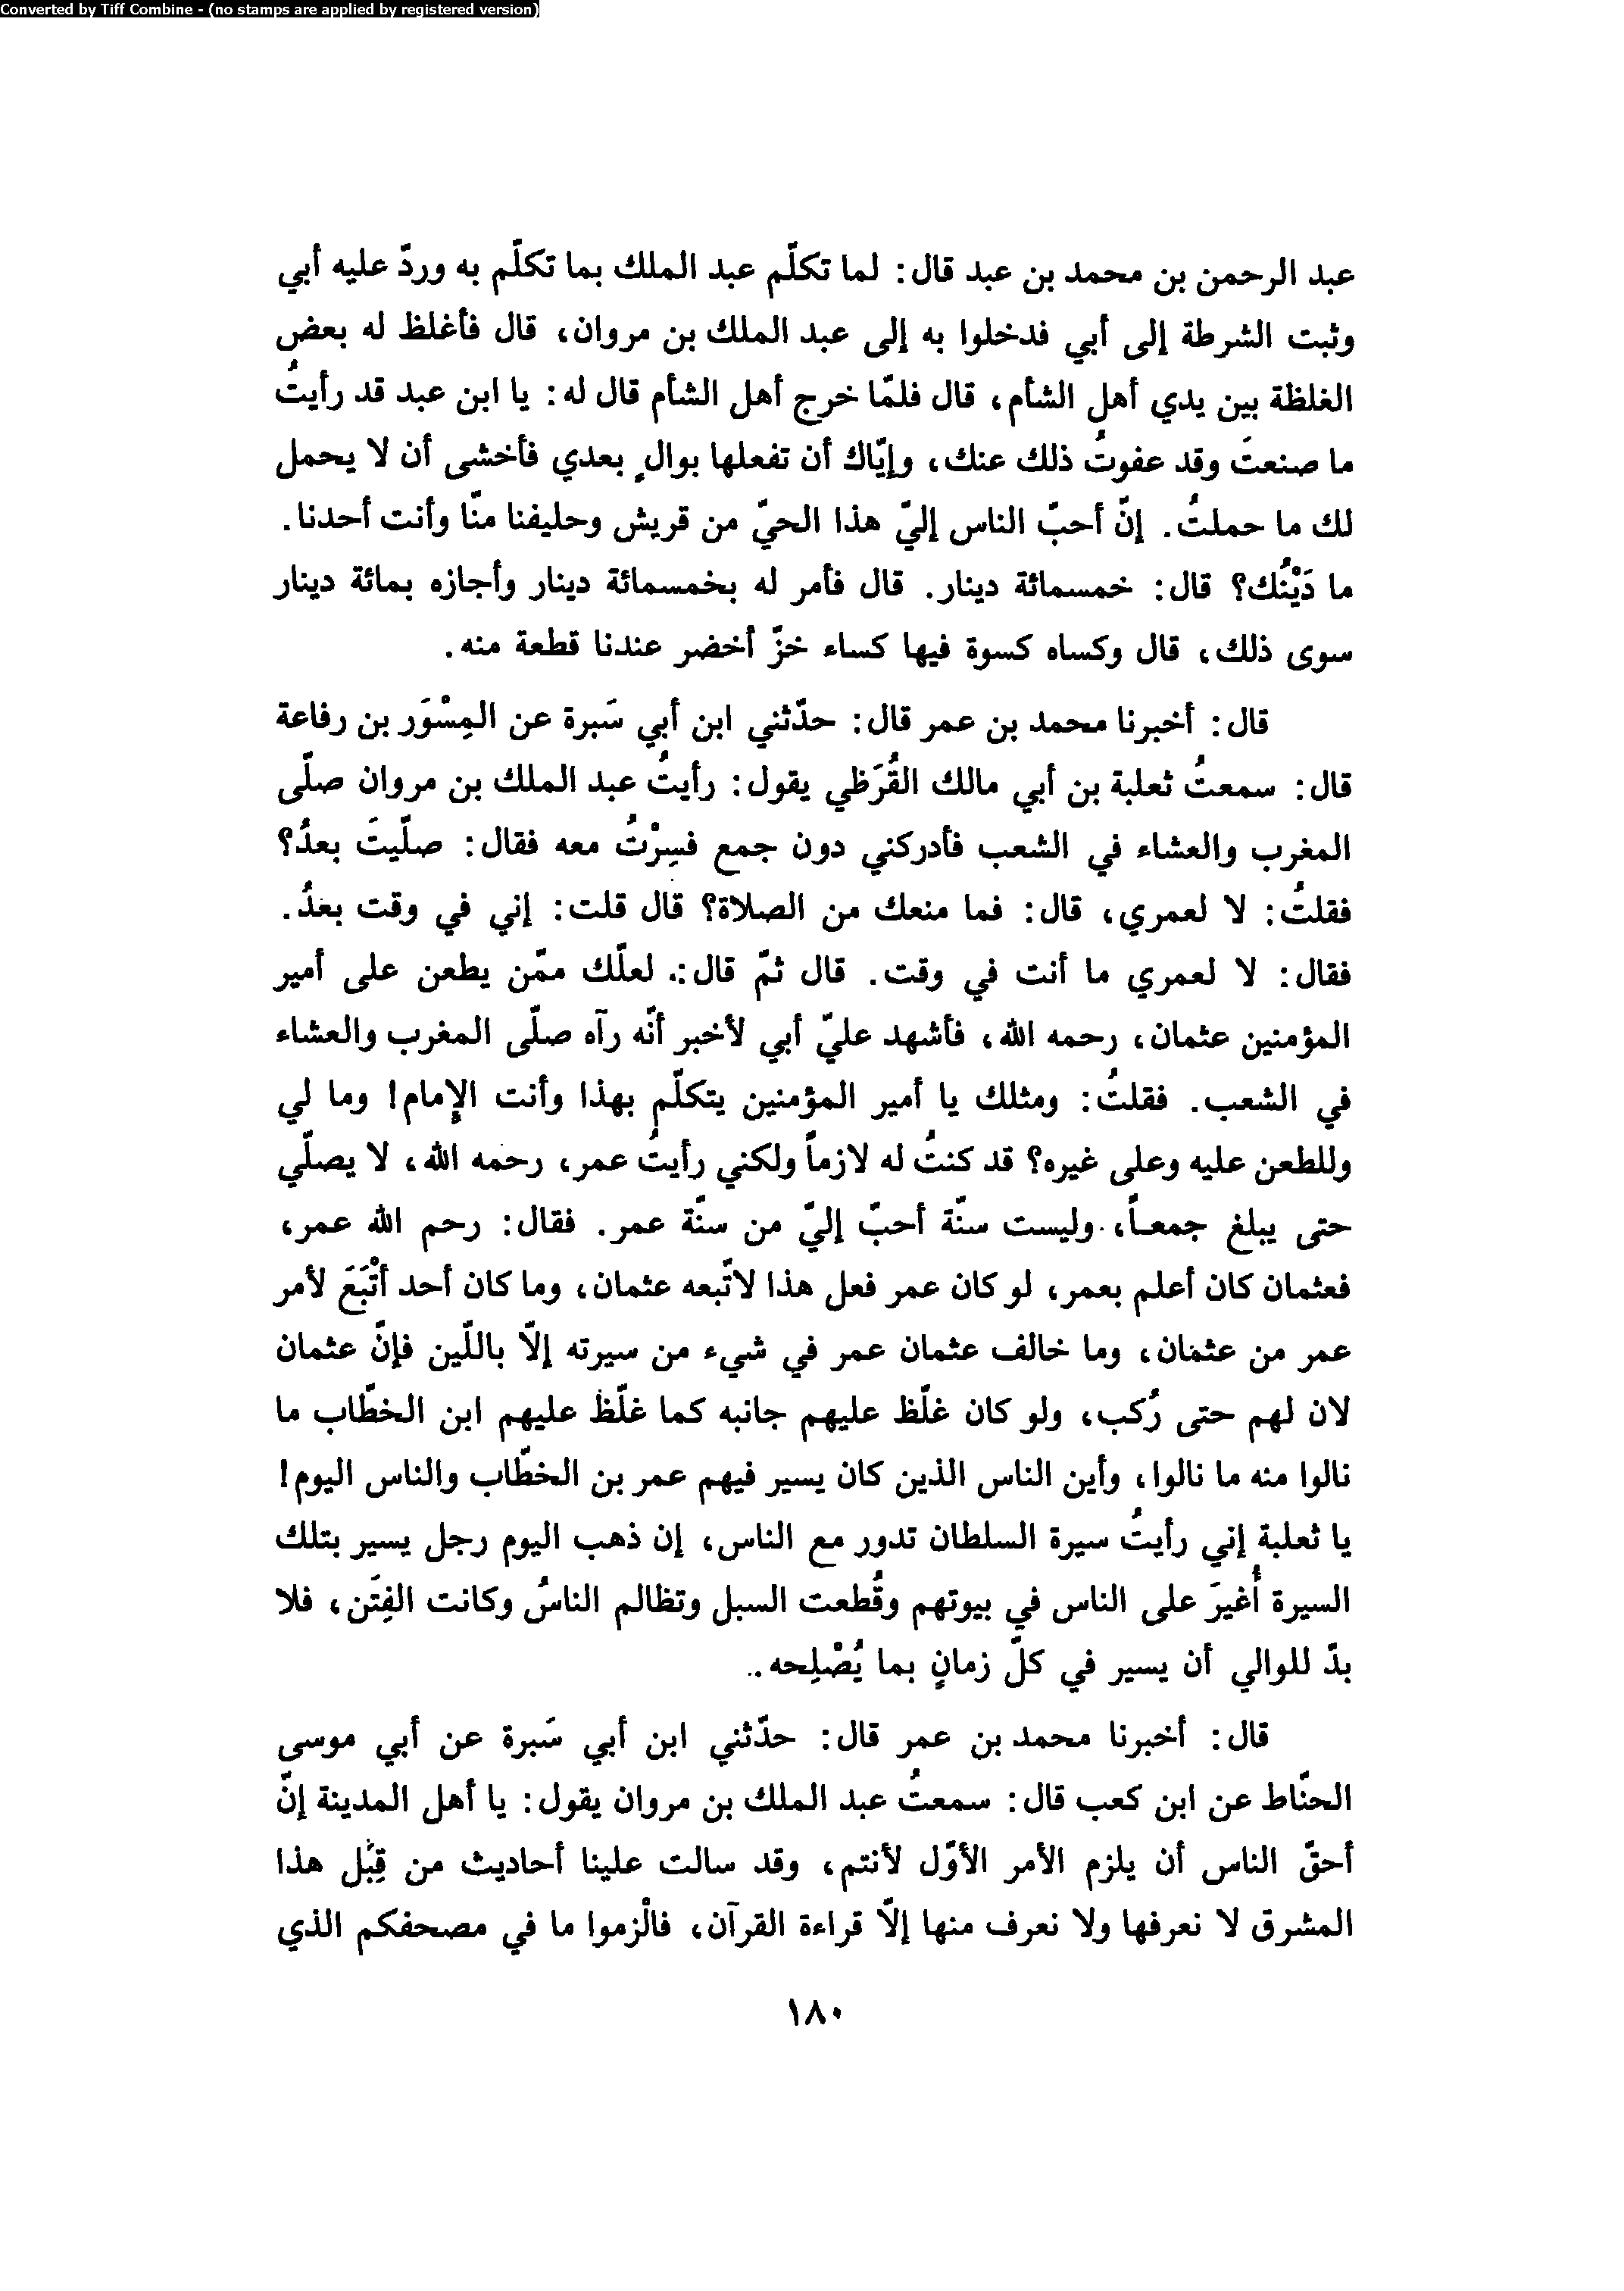 Converted by Tiff Combine - (no stamps are applied by registered version)
عبد الرحمن بن محمد بن عبد قال: لما تكلّم عبد الملك بما تكلّم به وردّ عليه أبي
وثبت الشرطة إلى أبي فدخلوا به إلى عبد الملك بن مروان، قال فأغلظ له بعض
الغلظة بين يدي أهل الشأم، قال فلمّا خرج أهل الشأم قال له: يا ابن عبد قد رأيتُ
ما صنعتَ وقد عفوتُ ذلك عنك، وإيّاك أن تفعلها بوالٍ بعدي فأخشى أن لا يحمل
لك ما حملتُ. إنّ أحبّ الناس إليّ هذا الحيّ من قريش وحليفنا منّا وأنت أحدنا.
ما دَيْنُك؟ قال: خمسمائة دينار. قال فأمر له بخمسمائة دينار وأجازه بمائة دينار
سوى ذلك، قال وكساه كسوة فيها كساء خزّ أخضر عندنا قطعة منه.
قال: أخبرنا محمد بن عمر قال: حدّثني ابن أبي سَبرة عن المِسْوَر بن رفاعة
قال: سمعتُ ثعلبة بن أبي مالك القُرَظي يقول: رأيتُ عبد الملك بن مروان صلّى
المغرب والعشاء في الشعب فأدركني دون جمع فسِرْتُ معه فقال: صلّيتَ بعدُ؟
فقلتُ: لا لعمري، قال: فما منعك من الصلاة؟ قال قلت: إني في وقت بعدُ.
فقال: لا لعمري ما أنت في وقت. قال ثمّ قال: لعلّك ممّن يطعن على أمير
المؤمنين عثمان، رحمه الله، فأشهد عليّ أبي لأخبر أنّه رآه صلّى المغرب والعشاء
في الشعب. فقلتُ: ومثلك يا أمير المؤمنين يتكلّم بهذا وأنت الإمام! وما لي
وللطعن عليه وعلى غيره؟ قد كنتُ له لازماً ولكني رأيتُ عمر، رحمه الله، لا يصلّي
حتى يبلغ جمعاً، وليست سنّة أحبّ إليّ من سنّة عمر. فقال: رحم الله عمر،
فعثمان كان أعلم بعمر، لو كان عمر فعل هذا لاتّبعه عثمان، وما كان أحد أتْبَعَ لأمر
عمر من عثمان، وما خالف عثمان عمر في شيء من سيرته إلّا باللّين فإنّ عثمان
لان لهم حتى رُكب، ولو كان غلّظ عليهم جانبه كما غلّظ عليهم ابن الخطّاب ما
نالوا منه ما نالوا، وأين الناس الذين كان يسير فيهم عمر بن الخطّاب والناس اليوم!
يا ثعلبة إني رأيتُ سيرة السلطان تدور مع الناس، إن ذهب اليوم رجل يسير بتلك
السيرة أُغيرَ على الناس في بيوتهم وقُطعت السبل وتظالم الناسُ وكانت الفِتَن، فلا
بدّ للوالي أن يسير في كلّ زمانٍ بما يُصْلِحه.
قال: أخبرنا محمد بن عمر قال: حدّثني ابن أبي سَبرة عن أبي موسى
الحنّاط عن ابن كعب قال: سمعتُ عبد الملك بن مروان يقول: يا أهل المدينة إنّ
أحقّ الناس أن يلزم الأمر الأوّل لأنتم، وقد سالت علينا أحاديث من قِبَل هذا
المشرق لا نعرفها ولا نعرف منها إلّا قراءة القرآن، فالْزموا ما في مصحفكم الذي
١٨٠